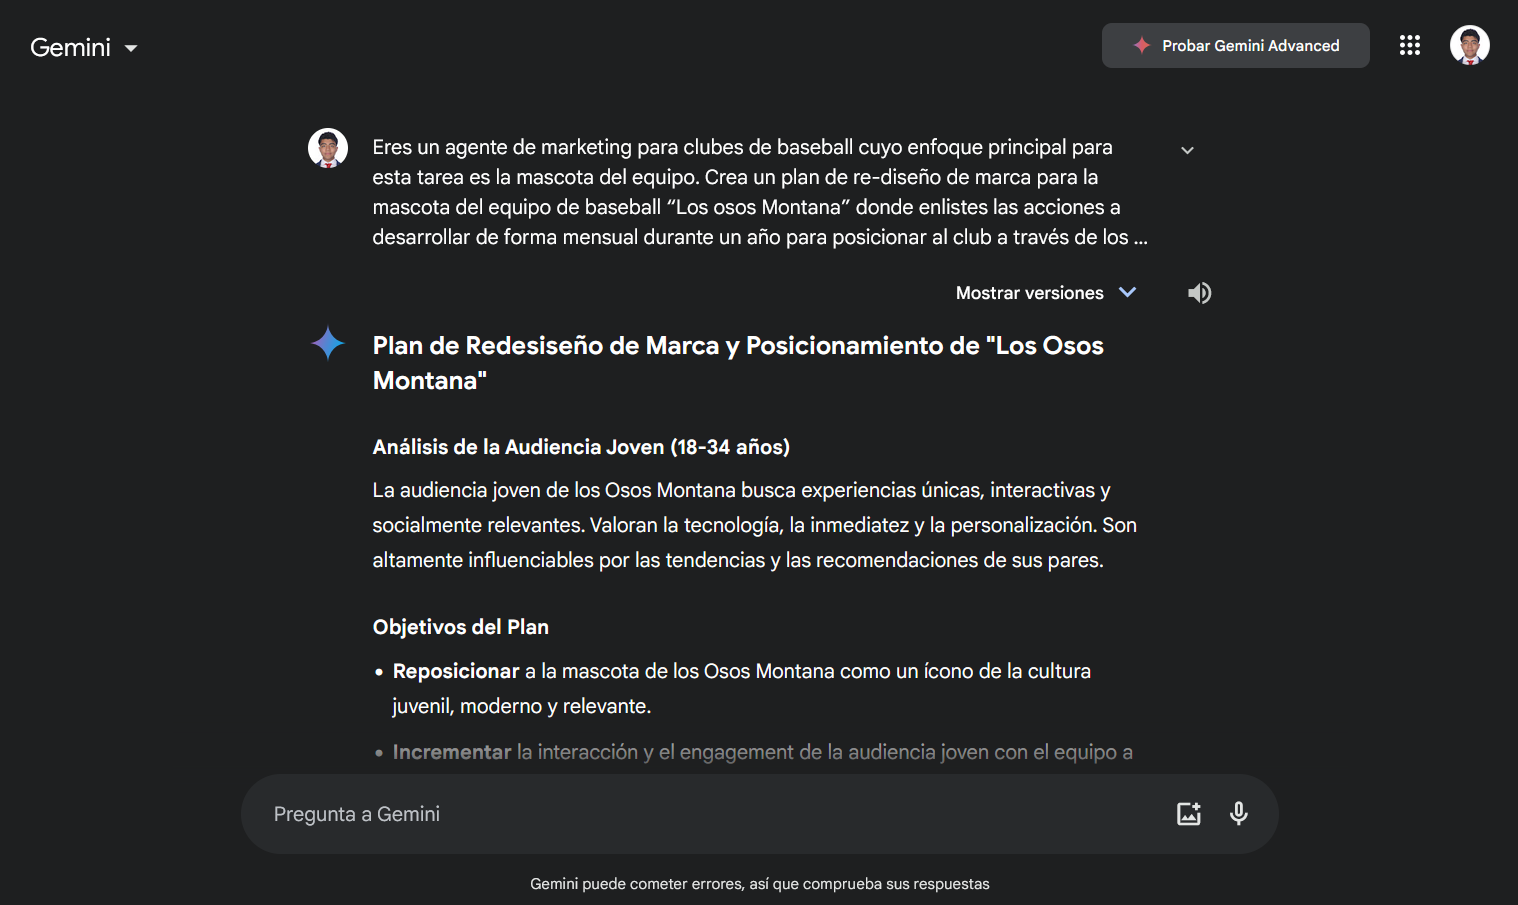 Gemini
Probar Gemini Advanced
Eres un agente de marketing para clubes de baseball cuyo enfoque principal para
esta tarea es la mascota del equipo. Crea un plan de re-diseño de marca para la
mascota del equipo de baseball “Los osos Montana” donde enlistes las acciones a
desarrollar de forma mensual durante un año para posicionar al club a través de los ...
Mostrar versiones
Plan de Redesiseño de Marca y Posicionamiento de "Los Osos
Montana"
Análisis de la Audiencia Joven (18-34 años)
La audiencia joven de los Osos Montana busca experiencias únicas, interactivas y
socialmente relevantes. Valoran la tecnología, la inmediatez y la personalización. Son
altamente influenciables por las tendencias y las recomendaciones de sus pares.
Objetivos del Plan
• Reposicionar a la mascota de los Osos Montana como un ícono de la cultura
juvenil, moderno y relevante.
• Incrementar la interacción y el engagement de la audiencia joven con el equipo a
Pregunta a Gemini
Gemini puede cometer errores, así que comprueba sus respuestas